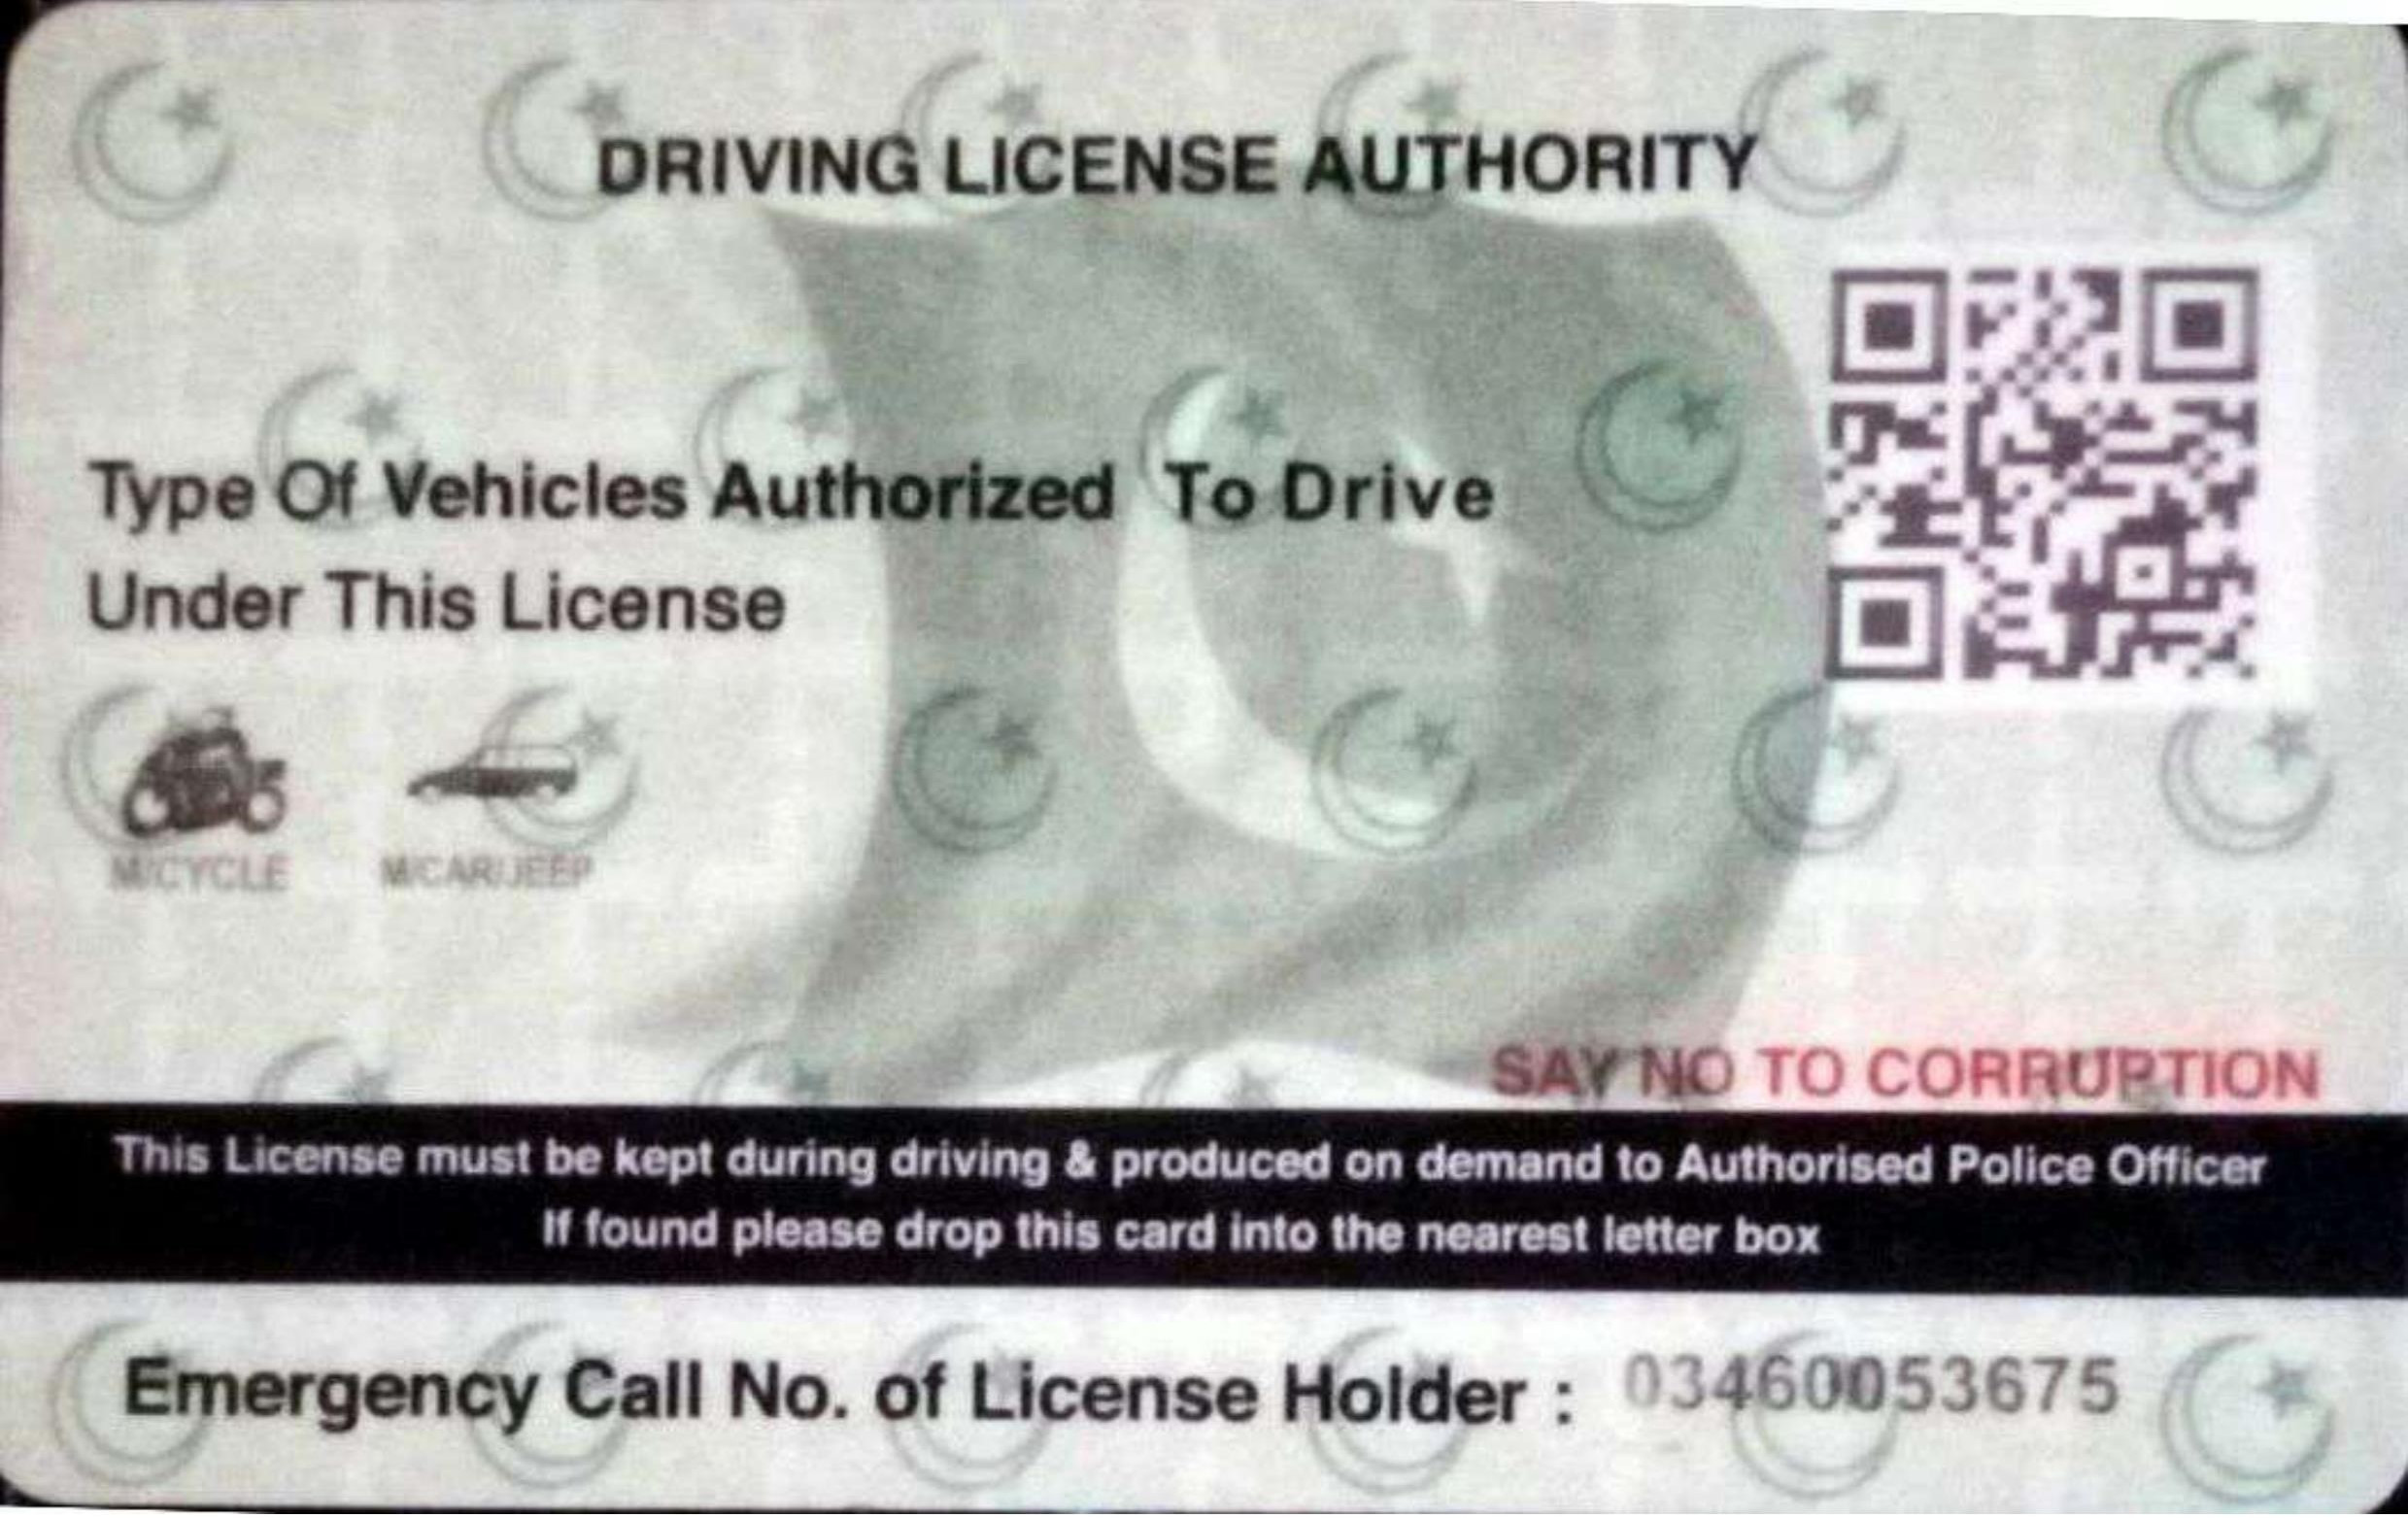 DRIVING LICENSE AUTHORITY
Type Of Vehicles Authorized To Drive
Under This License
M/CYCLE M/CAR/JEEP
SAY NO TO CORRUPTION
This License must be kept during driving & produced on demand to Authorised Police Officer
If found please drop this card into the nearest letter box
Emergency Call No. of License Holder : 03460053675